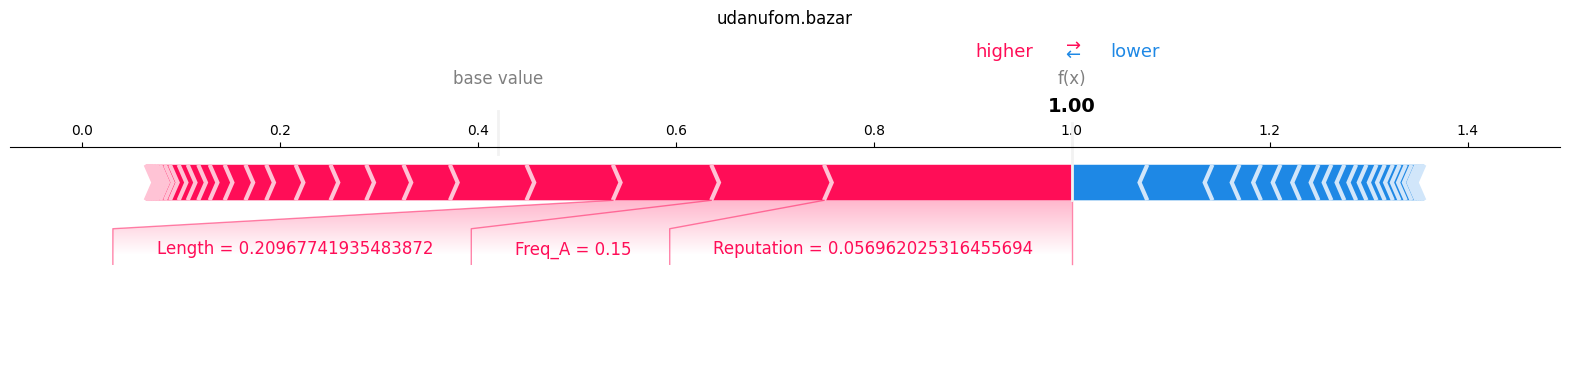 udanufom.bazar
higher ⇄ lower
base value
f(x)
1.00
0.0 0.2 0.4 0.6 0.8 1.0 1.2 1.4
Length = 0.20967741935483872 Freq_A = 0.15 Reputation = 0.056962025316455694